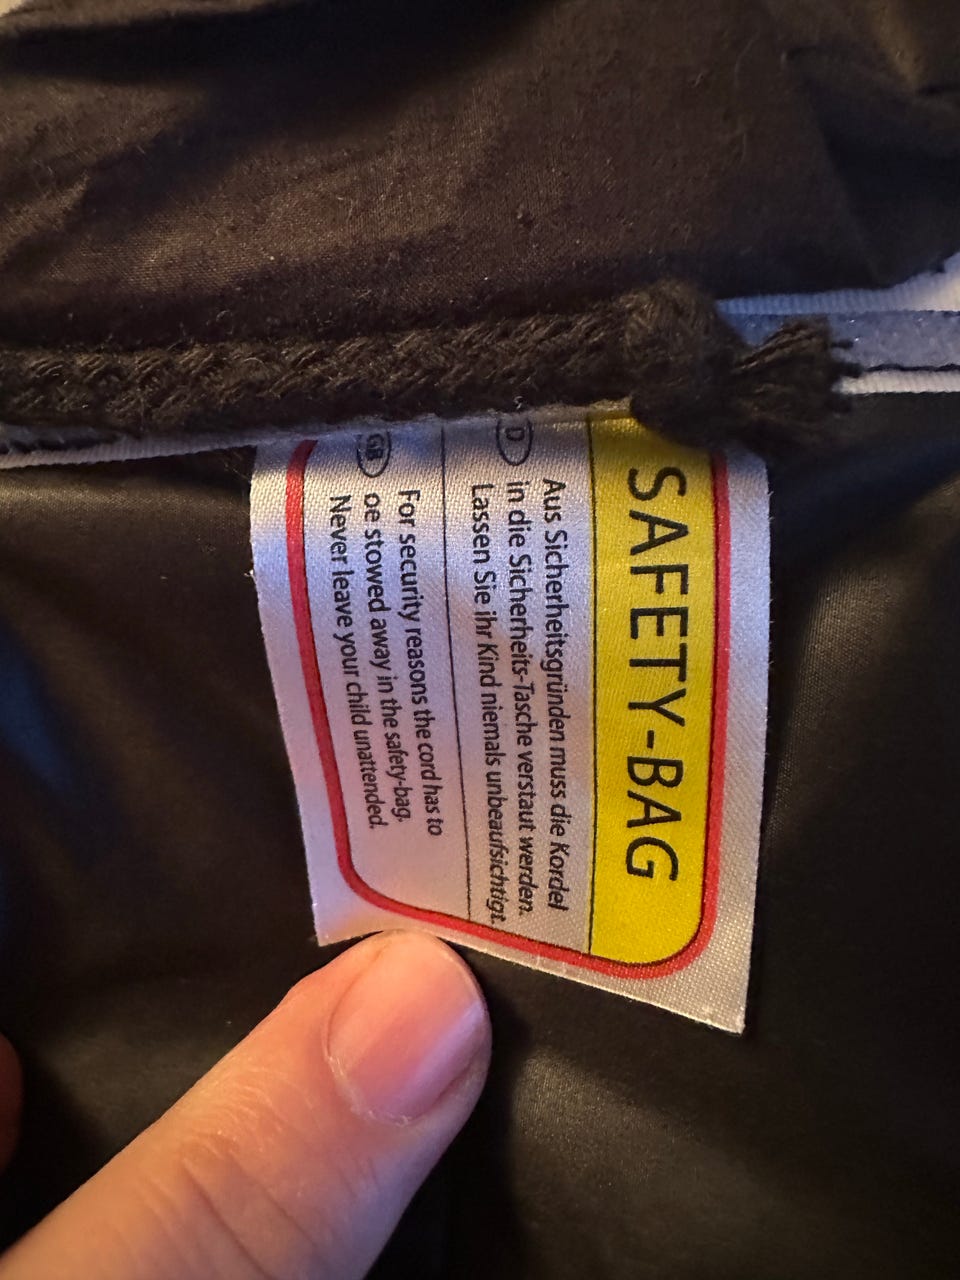 SAFETY-BAG
D
Aus Sicherheitsgründen muss die Kordel
in die Sicherheits-Tasche verstaut werden.
Lassen Sie ihr Kind niemals unbeaufsichtigt.
GB
For security reasons the cord has to
oe stowed away in the safety-bag.
Never leave your child unattended.